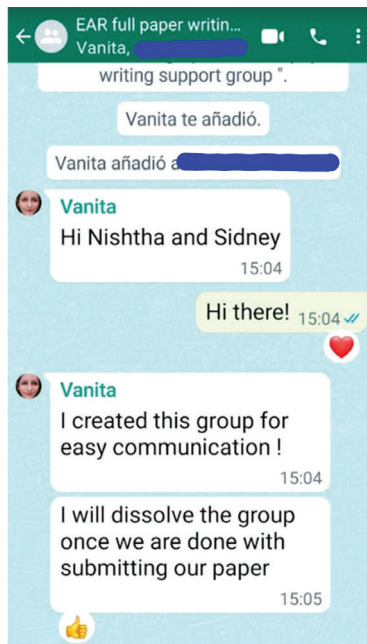 EAR full paper writin...
Vanita,
writing support group ".
Vanita te añadió.
Vanita añadió a
Vanita
Hi Nishtha and Sidney
15:04
Hi there! 15:04
Vanita
I created this group for
easy communication !
15:04
I will dissolve the group
once we are done with
submitting our paper
15:05